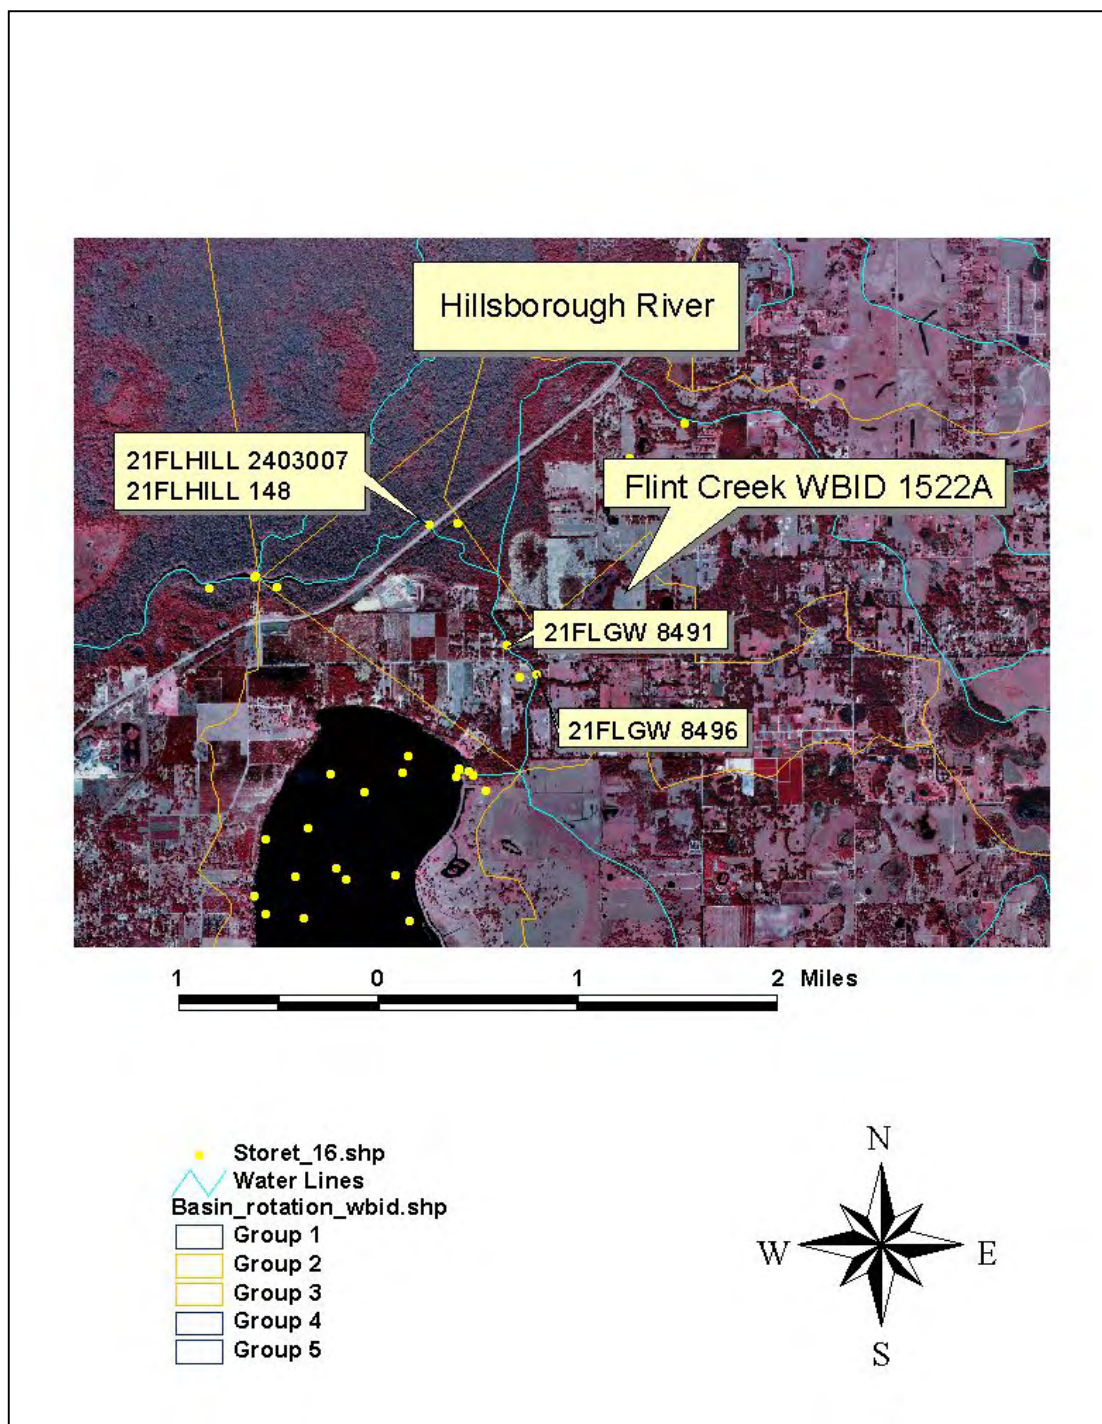 Hillsborough River
21FLHILL 2403007
21FLHILL 148
Flint Creek WBID 1522A
21FLGW 8491
21FLGW 8496
1 0 1 2 Miles
Storet_16.shp
Water Lines
Basin_rotation_wbid.shp
Group 1
Group 2
Group 3
Group 4
Group 5
N
W E
S